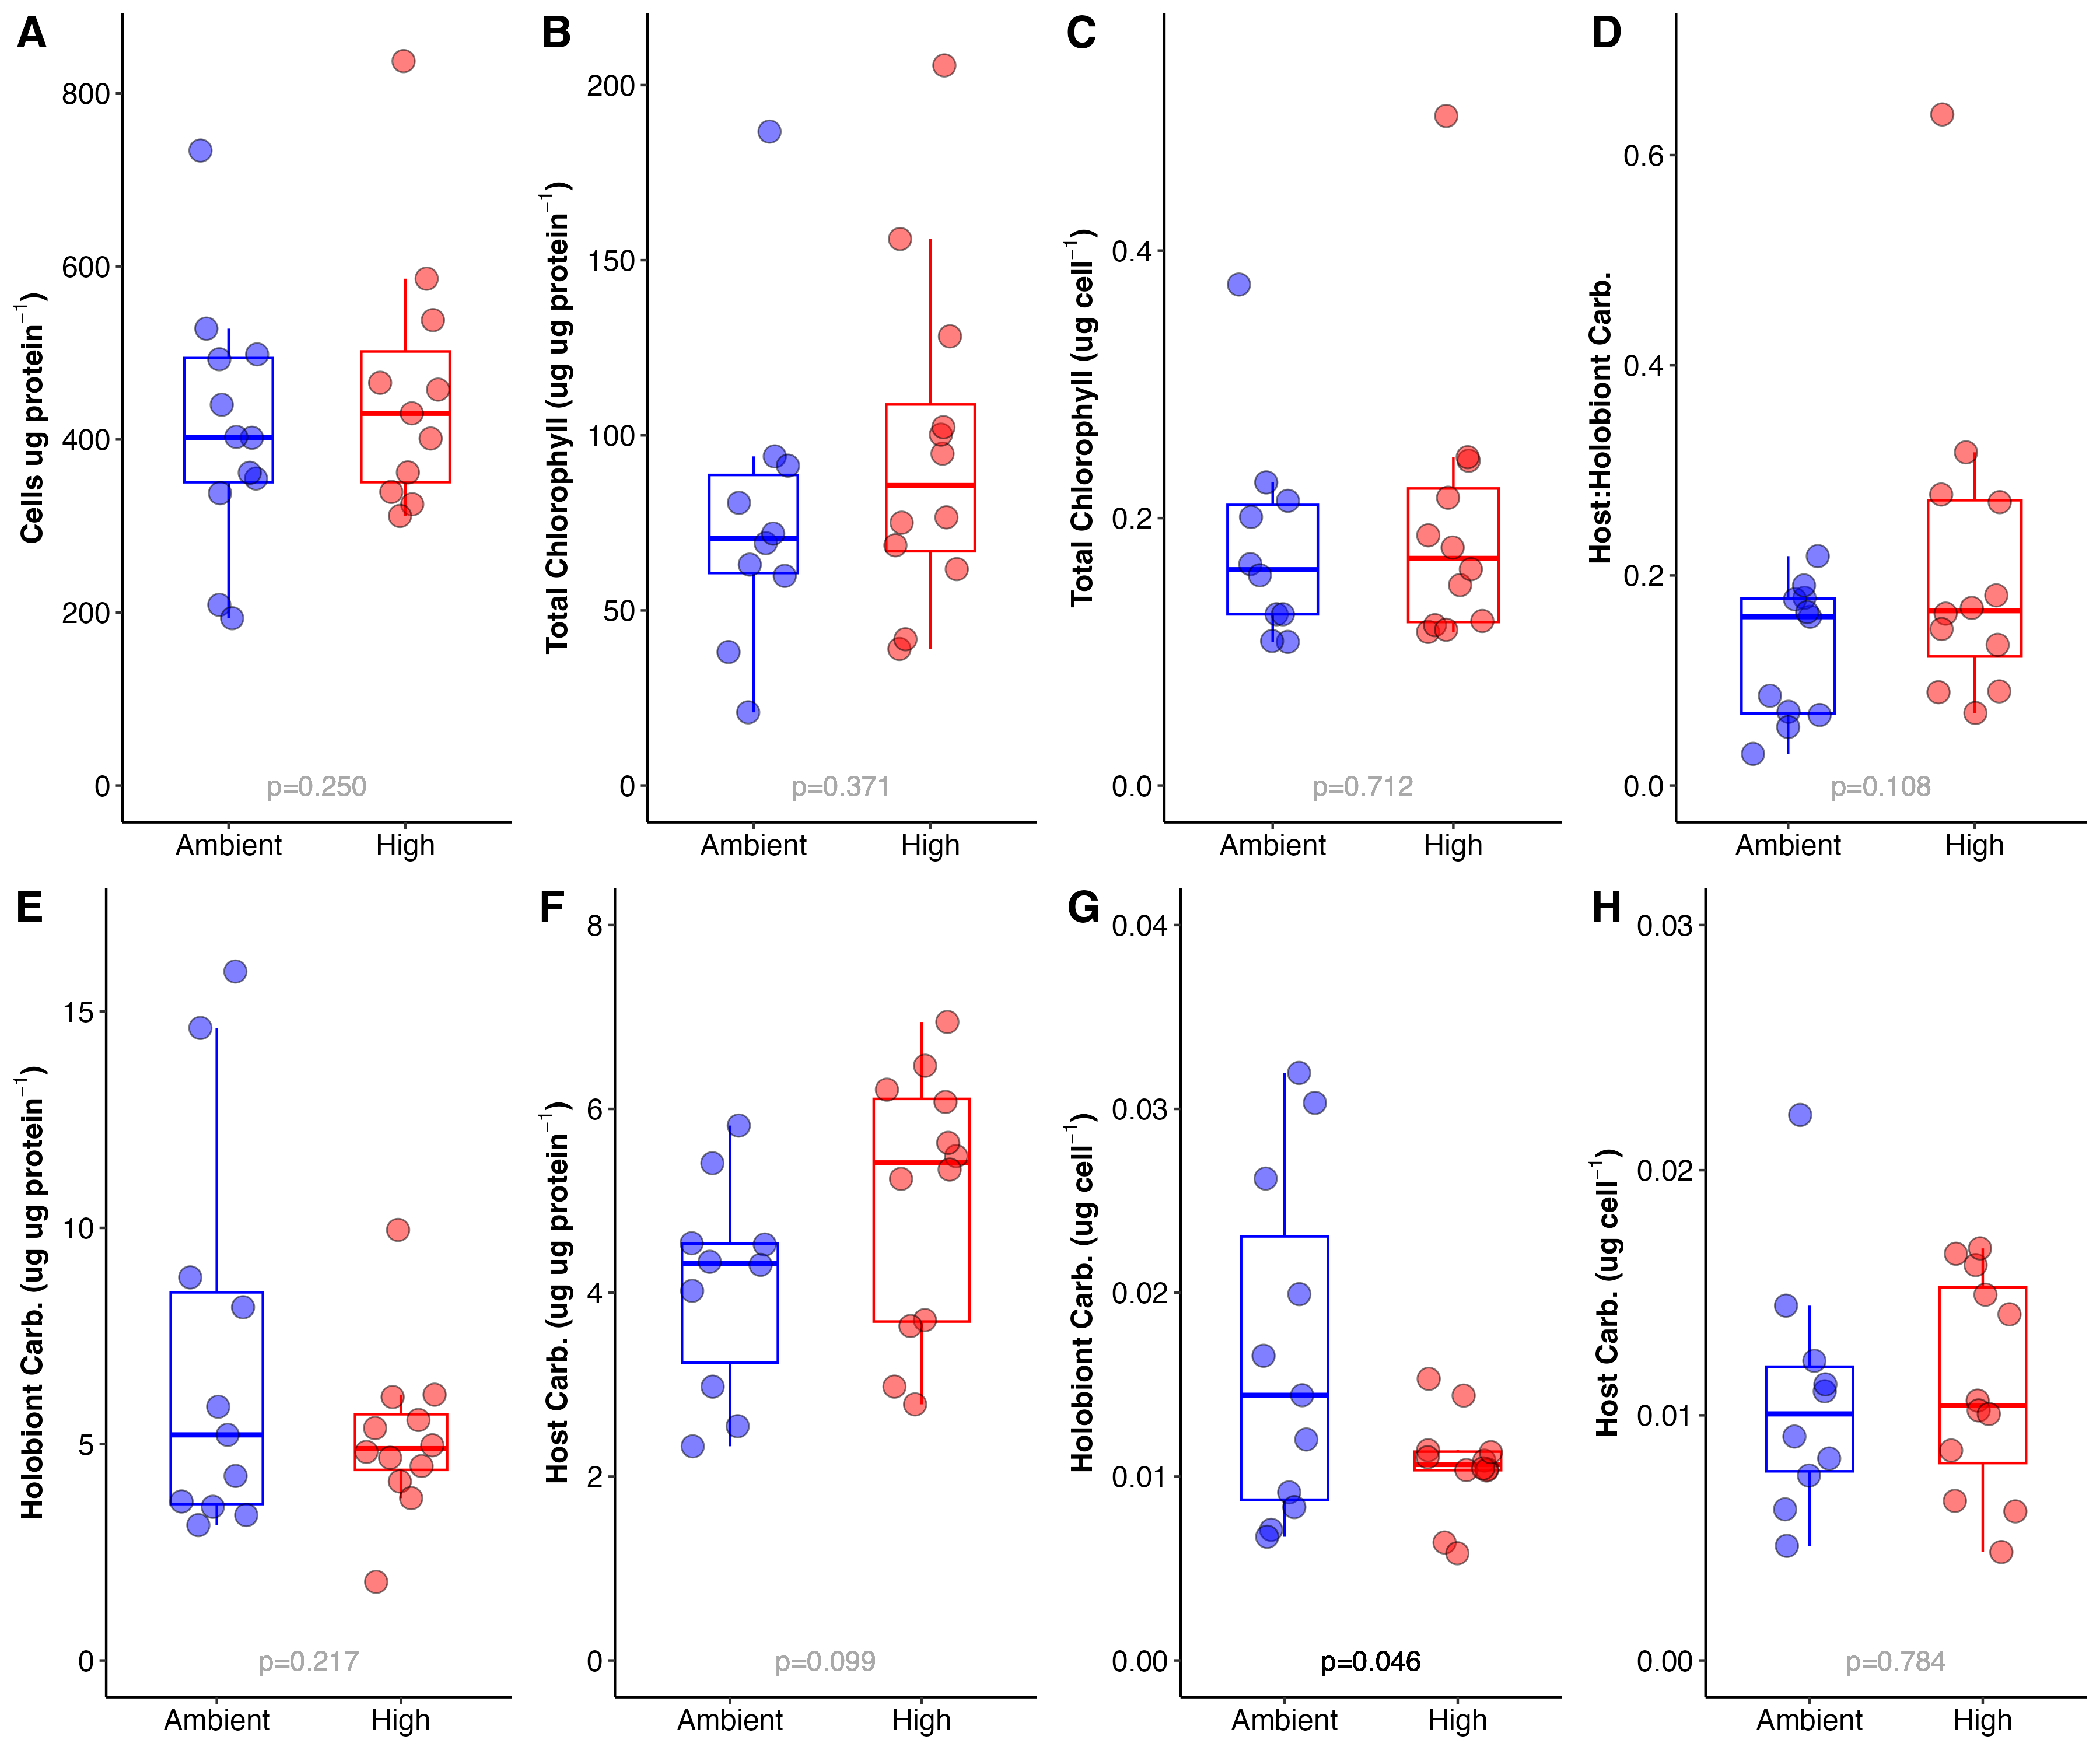 A
Cells ug protein⁻¹)
800
600
400
200
0
p=0.250
Ambient High
B
Total Chlorophyll (ug ug protein⁻¹)
200
150
100
50
0
p=0.371
Ambient High
C
Total Chlorophyll (ug cell⁻¹)
0.4
0.2
0.0
p=0.712
Ambient High
D
Host:Holobiont Carb.
0.6
0.4
0.2
0.0
p=0.108
Ambient High
E
Holobiont Carb. (ug ug protein⁻¹)
15
10
5
0
p=0.217
Ambient High
F
Host Carb. (ug ug protein⁻¹)
8
6
4
2
0
p=0.099
Ambient High
G
Holobiont Carb. (ug cell⁻¹)
0.04
0.03
0.02
0.01
0.00
p=0.046
Ambient High
H
Host Carb. (ug cell⁻¹)
0.03
0.02
0.01
0.00
p=0.784
Ambient High